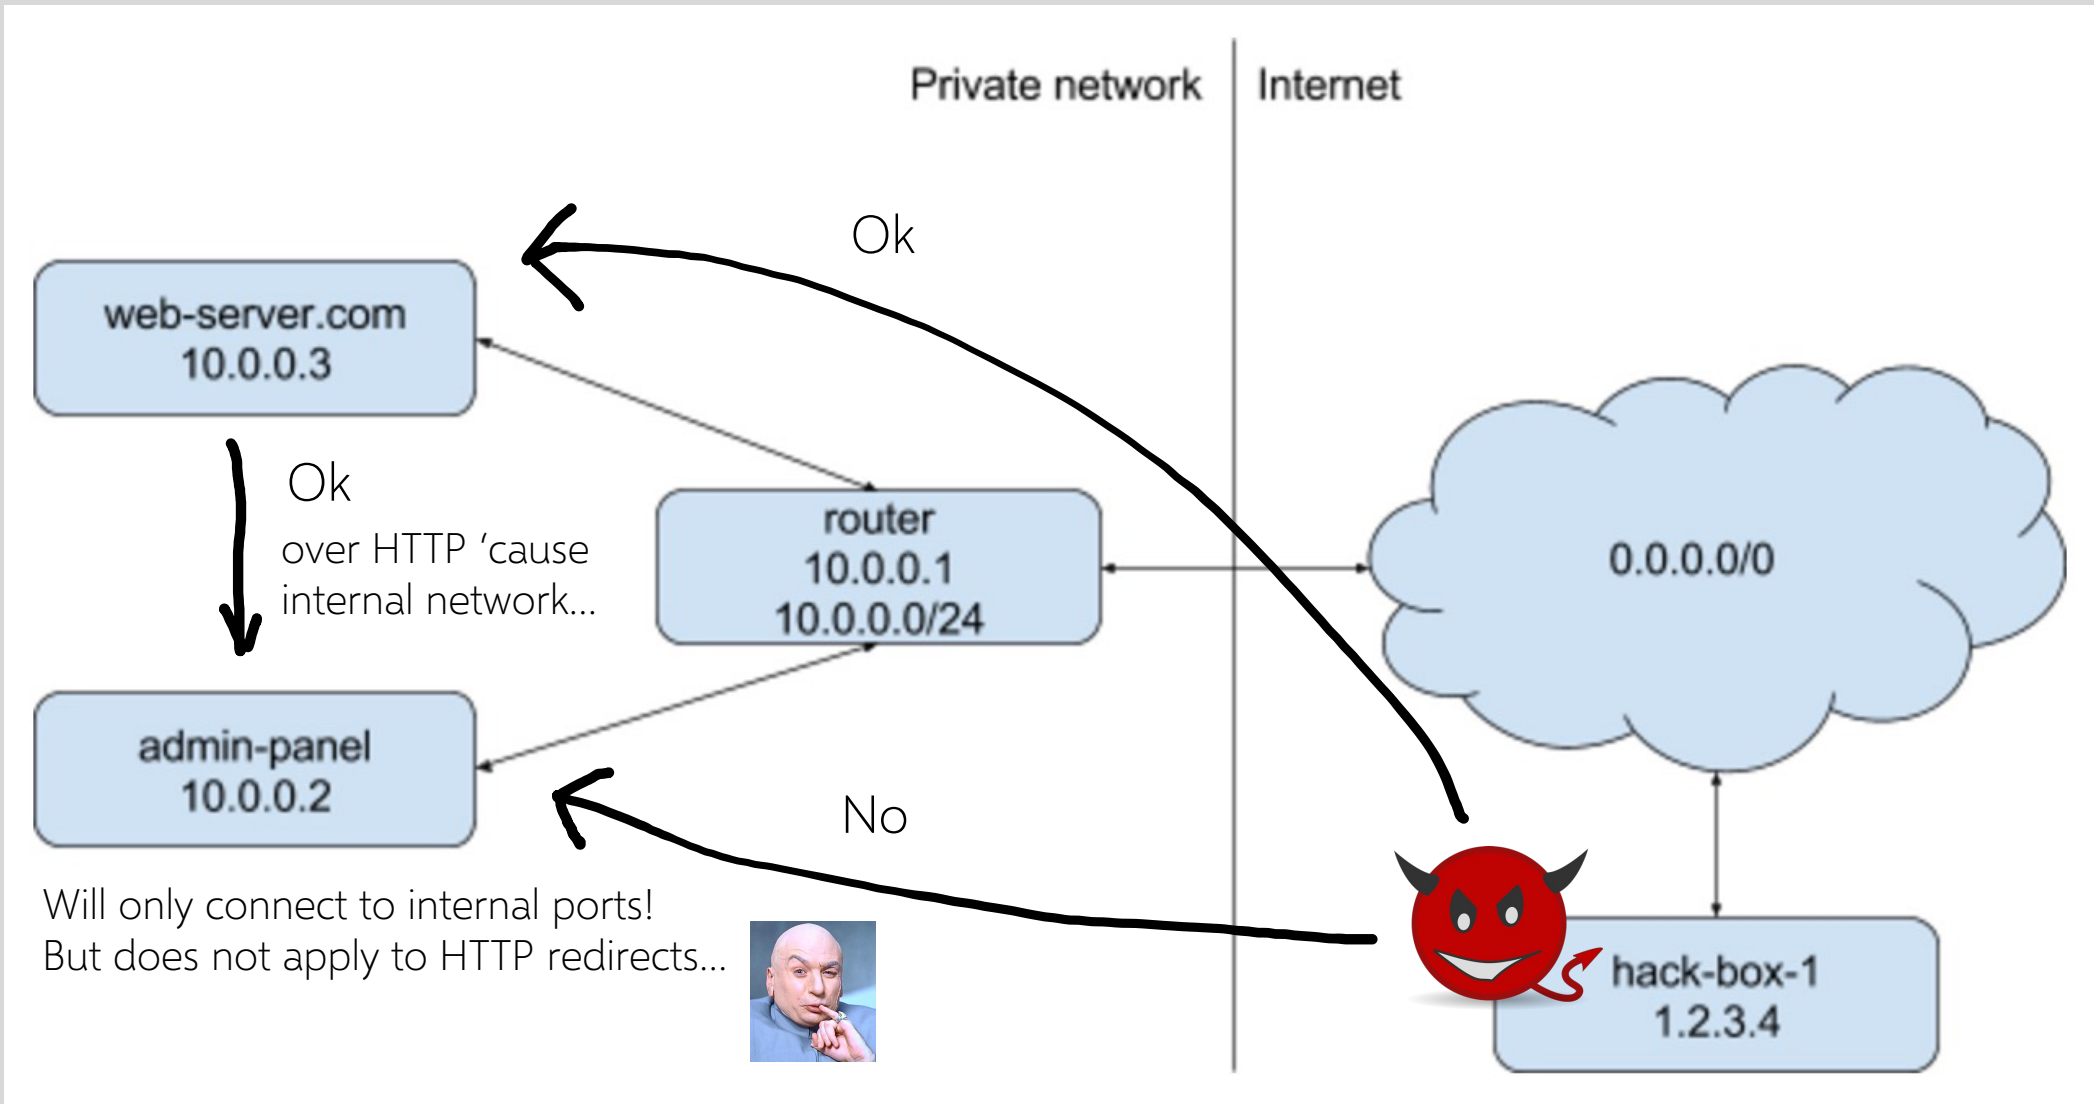 Private network
Internet
Ok
web-server.com
10.0.0.3
Ok
over HTTP ‘cause
internal network...
router
10.0.0.1
10.0.0.0/24
0.0.0.0/0
admin-panel
10.0.0.2
No
Will only connect to internal ports!
But does not apply to HTTP redirects...
hack-box-1
1.2.3.4